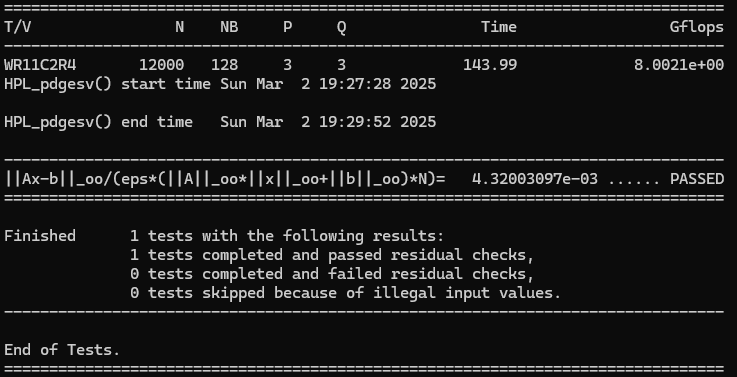 ================================================================================
T/V                N    NB     P     Q               Time                 Gflops
--------------------------------------------------------------------------------
WR11C2R4       12000   128     3     3             143.99             8.0021e+00
HPL_pdgesv() start time Sun Mar  2 19:27:28 2025
HPL_pdgesv() end time   Sun Mar  2 19:29:52 2025
--------------------------------------------------------------------------------
||Ax-b||_oo/(eps*(||A||_oo*||x||_oo+||b||_oo)*N)=   4.32003097e-03 ...... PASSED
================================================================================
Finished      1 tests with the following results:
              1 tests completed and passed residual checks,
              0 tests completed and failed residual checks,
              0 tests skipped because of illegal input values.
--------------------------------------------------------------------------------
End of Tests.
================================================================================